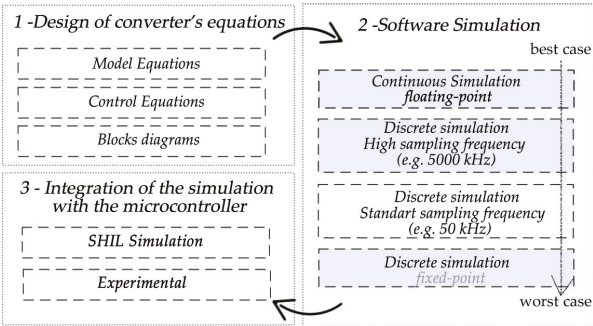 1 -Design of converter's equations
Model Equations
Control Equations
Blocks diagrams
2 -Software Simulation
best case
Continuous Simulation
floating-point
Discrete simulation
High sampling frequency
(e.g. 5000 kHz)
Discrete simulation
Standart sampling frequency
(e.g. 50 kHz)
Discrete simulation
fixed-point
worst case
3 - Integration of the simulation
with the microcontroller
SHIL Simulation
Experimental